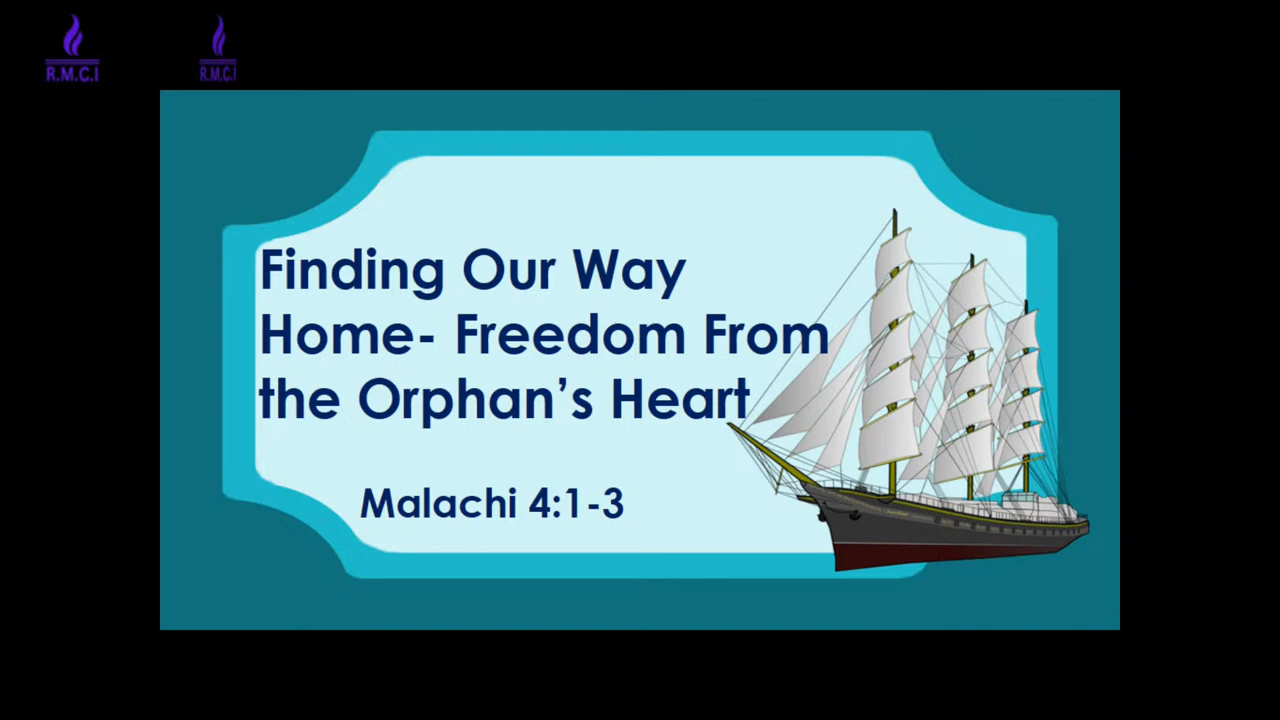 R.M.C.I
R.M.C.I
Finding Our Way
Home- Freedom From
the Orphan’s Heart
Malachi 4:1-3